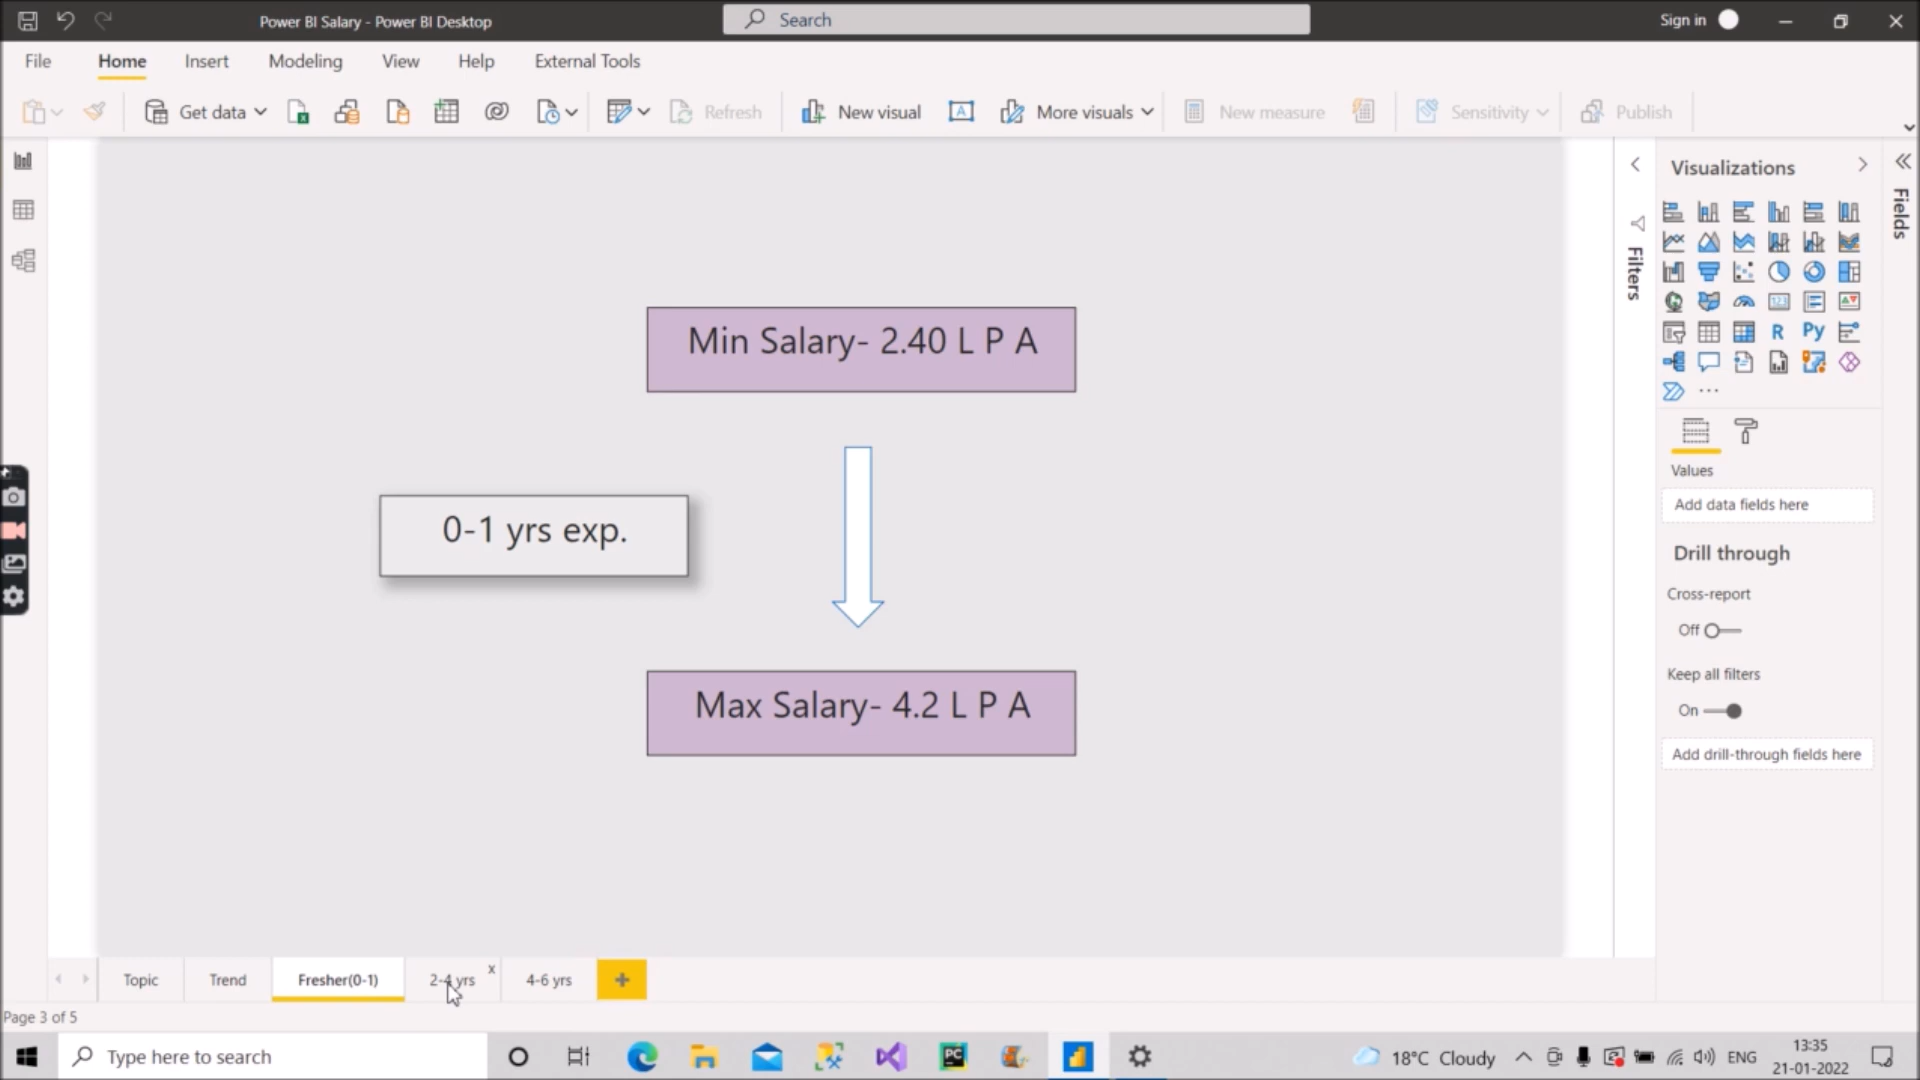 Power BI Salary - Power BI Desktop
Search
Sign in
File
Home
Insert
Modeling
View
Help
External Tools
Get data
Refresh
New visual
More visuals
New measure
Sensitivity
Publish
Min Salary- 2.40 L P A
0-1 yrs exp.
Max Salary- 4.2 L P A
Filters
Visualizations
Fields
R
Py
Values
Add data fields here
Drill through
Cross-report
Off
Keep all filters
On
Add drill-through fields here
Topic
Trend
Fresher(0-1)
2-4 yrs
x
4-6 yrs
+
Page 3 of 5
Type here to search
PC
18°C Cloudy
ENG
13:35
21-01-2022